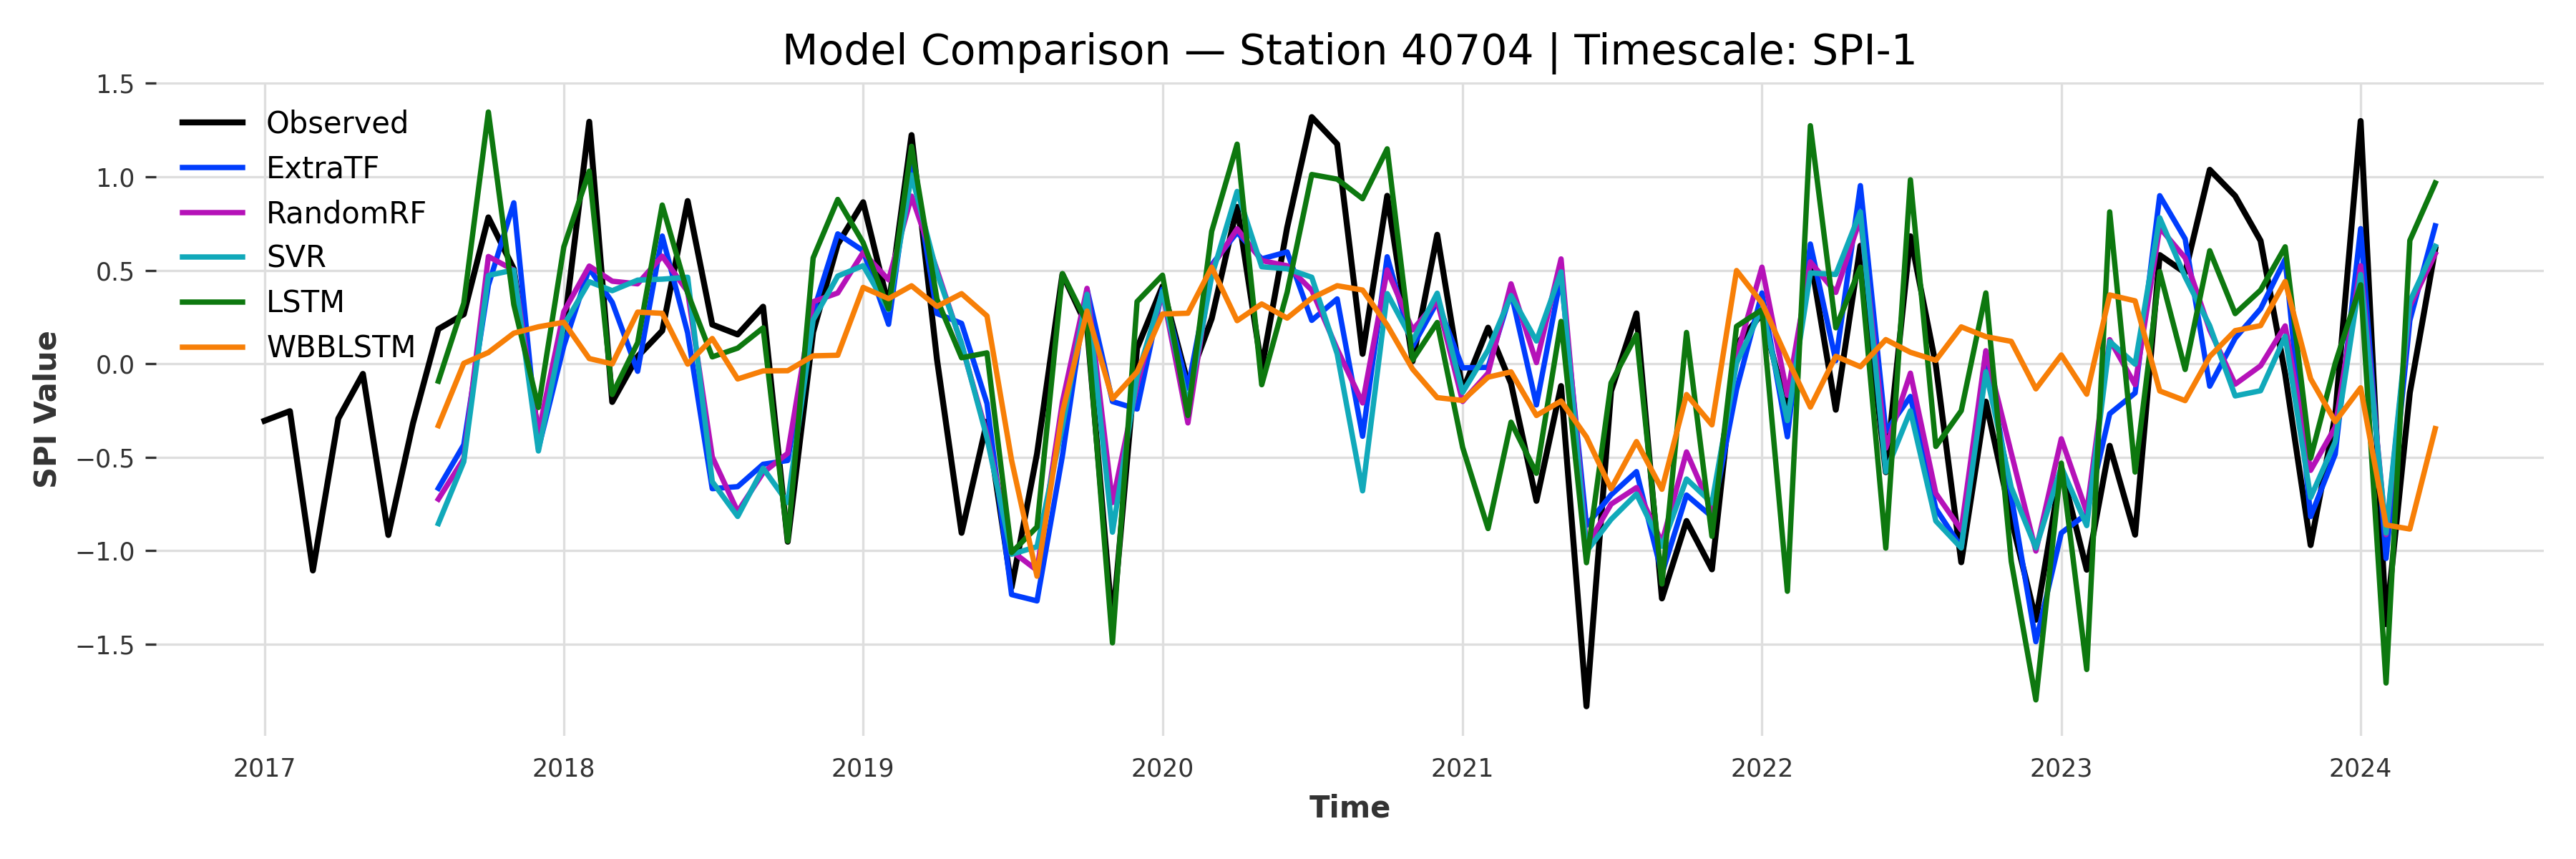 Model Comparison — Station 40704 | Timescale: SPI-1
SPI Value
1.5
1.0
0.5
0.0
−0.5
−1.0
−1.5
Observed
ExtraTF
RandomRF
SVR
LSTM
WBBLSTM
2017 2018 2019 2020 2021 2022 2023 2024
Time